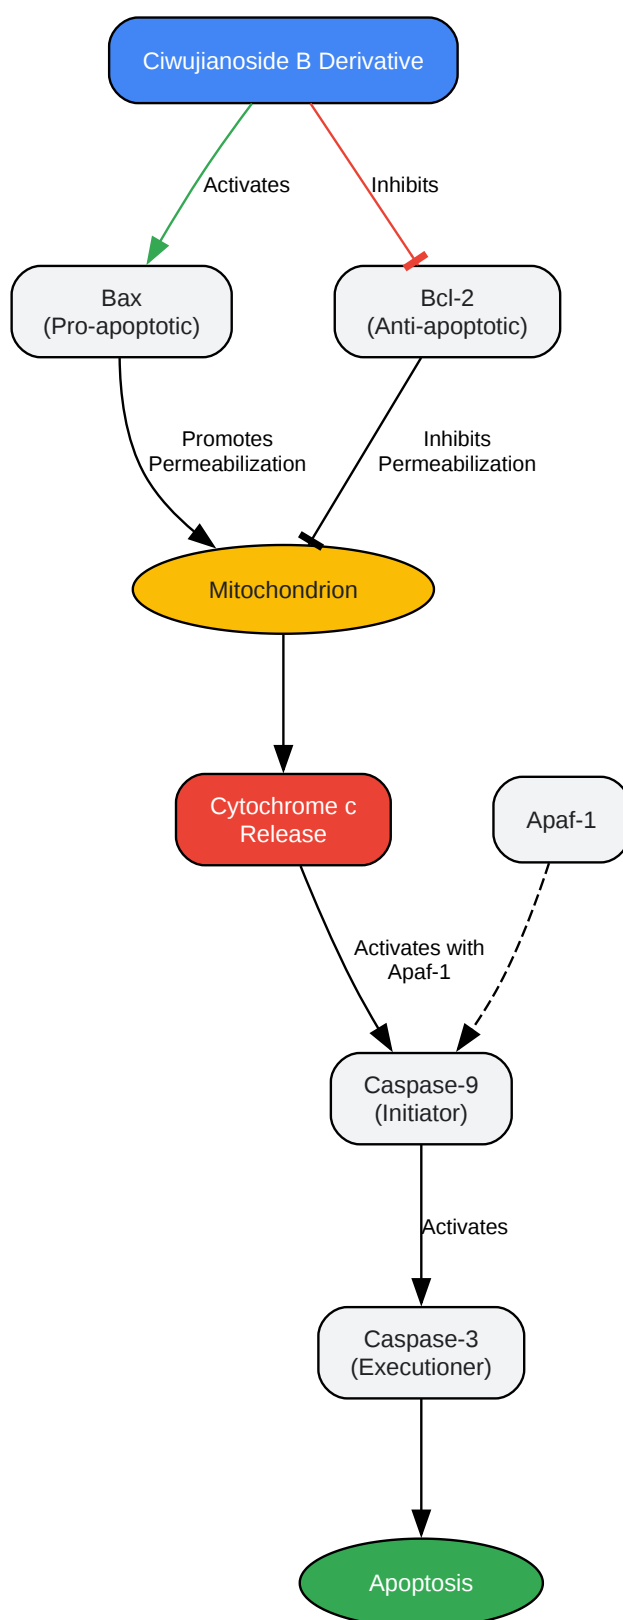 Ciwujianoside B Derivative
Activates
Inhibits
Bax
(Pro-apoptotic)
Bcl-2
(Anti-apoptotic)
Promotes
Permeabilization
Inhibits
Permeabilization
Mitochondrion
Cytochrome c
Release
Apaf-1
Activates with
Apaf-1
Caspase-9
(Initiator)
Activates
Caspase-3
(Executioner)
Apoptosis